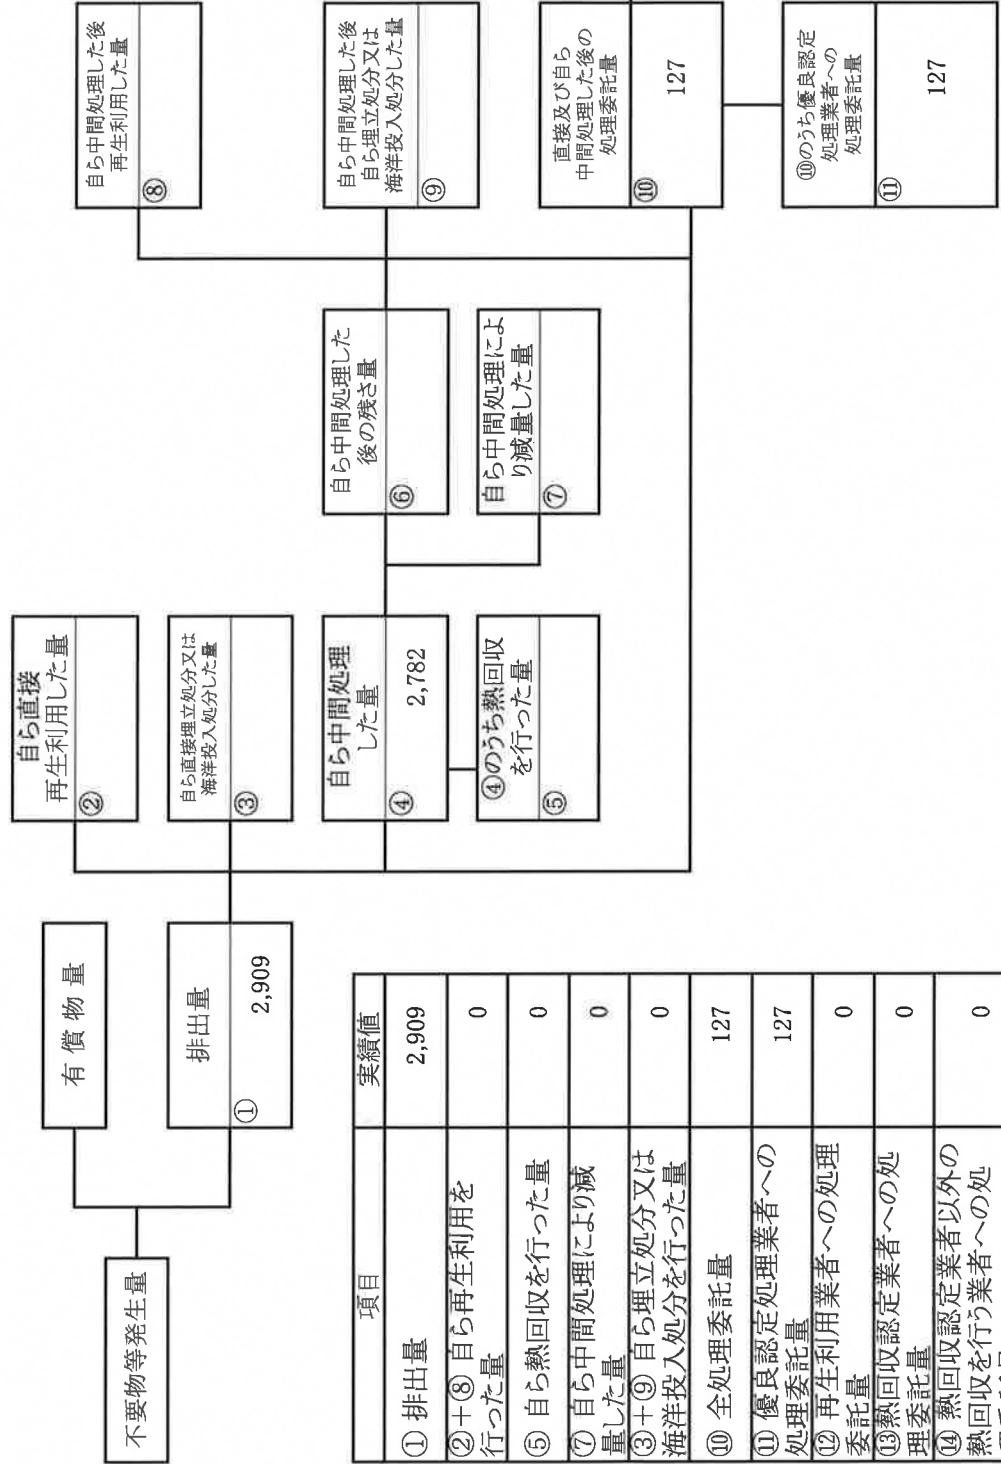 不要物等発生量
有償物量
排出量
①
2,909
自ら直接
再生利用した量
②
自ら直接埋立処分又は
海洋投入処分した量
③
自ら中間処理
した量
④
2,782
④のうち熱回収
を行った量
⑤
自ら中間処理した
後の残さ量
⑥
自ら中間処理によ
り減量した量
⑦
自ら中間処理した後
再生利用した量
⑧
自ら中間処理した後
自ら埋立処分又は
海洋投入処分した量
⑨
直接及び自ら
中間処理した後の
処理委託量
⑩
127
⑩のうち優良認定
処理業者への
処理委託量
⑪
127
項目 実績値
① 排出量 2,909
②+⑧ 自ら再生利用を
行った量 0
⑤ 自ら熱回収を行った量 0
⑦ 自ら中間処理により減
量した量 0
③+⑨ 自ら埋立処分又は
海洋投入処分を行った量 0
⑩ 全処理委託量 127
⑪ 優良認定処理業者への
処理委託量 127
⑫ 再生利用業者への処理
委託量 0
⑬熱回収認定業者への処
理委託量 0
⑭ 熱回収認定業者以外の
熱回収を行う業者への処 0